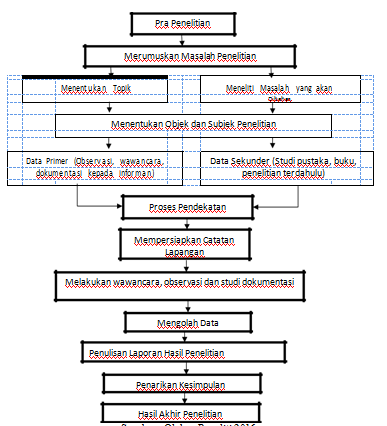 Pra Penelitian
Merumuskan Masalah Penelitian
Menentukan Topik
Meneliti Masalah yang akan
Menentukan Objek dan Subjek Penelitian
Data Primer (Observasi, wawancara,
dokumentasi kepada informan)
Data Sekunder (Studi pustaka, buku,
penelitian terdahulu)
Proses Pendekatan
Mempersiapkan Catatan
Lapangan
Melakukan wawancara, observasi dan studi dokumentasi
Mengolah Data
Penulisan Laporan Hasil Penelitian
Penarikan Kesimpulan
Hasil Akhir Penelitian